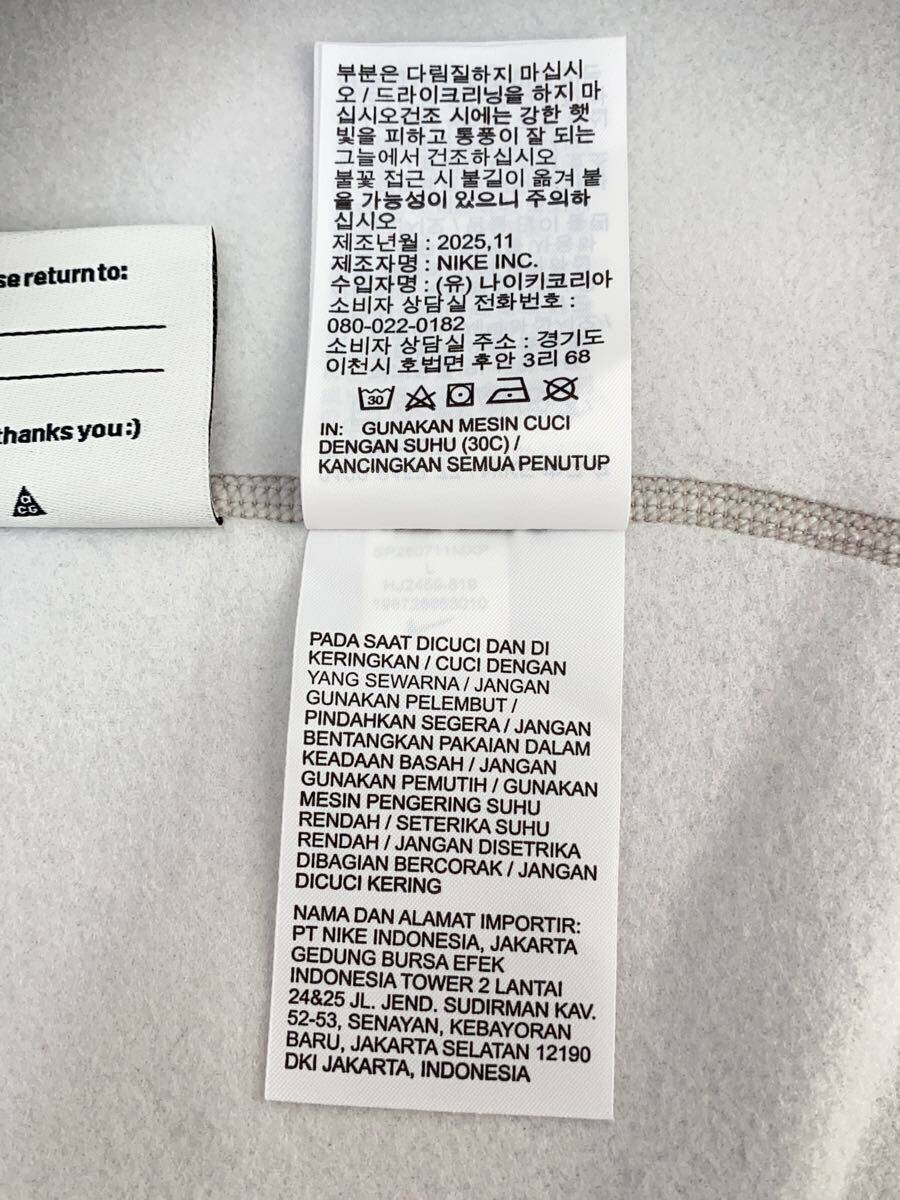 부분은 다림질하지 마십시
오 / 드라이크리닝을 하지 마
십시오건조 시에는 강한 햇
빛을 피하고 통풍이 잘 되는
그늘에서 건조하십시오
불꽃 접근 시 불길이 옮겨 붙
을 가능성이 있으니 주의하
십시오
제조년월 : 2025,11
제조자명 : NIKE INC.
수입자명 : (유) 나이키코리아
소비자 상담실 전화번호 :
080-022-0182
소비자 상담실 주소 : 경기도
이천시 호법면 후안 3리 68
30
IN: GUNAKAN MESIN CUCI
DENGAN SUHU (30C) /
KANCINGKAN SEMUA PENUTUP
se return to:
thanks you:)
ACG
L
PADA SAAT DICUCI DAN DI
KERINGKAN / CUCI DENGAN
YANG SEWARNA / JANGAN
GUNAKAN PELEMBUT /
PINDAHKAN SEGERA / JANGAN
BENTANGKAN PAKAIAN DALAM
KEADAAN BASAH / JANGAN
GUNAKAN PEMUTIH / GUNAKAN
MESIN PENGERING SUHU
RENDAH / SETERIKA SUHU
RENDAH / JANGAN DISETRIKA
DIBAGIAN BERCORAK / JANGAN
DICUCI KERING
NAMA DAN ALAMAT IMPORTIR:
PT NIKE INDONESIA, JAKARTA
GEDUNG BURSA EFEK
INDONESIA TOWER 2 LANTAI
24&25 JL. JEND. SUDIRMAN KAV.
52-53, SENAYAN, KEBAYORAN
BARU, JAKARTA SELATAN 12190
DKI JAKARTA, INDONESIA